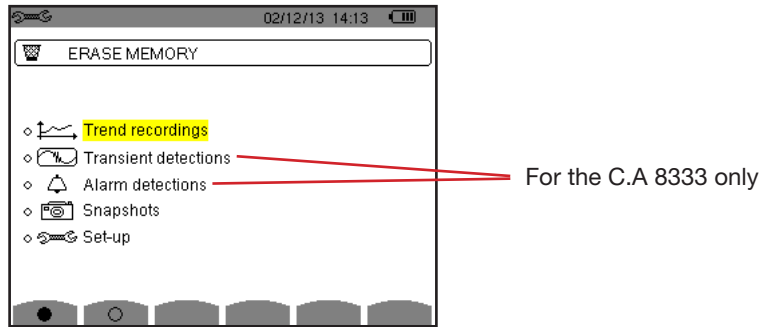 02/12/13 14:13
ERASE MEMORY
Trend recordings
Transient detections
Alarm detections
For the C.A 8333 only
Snapshots
Set-up